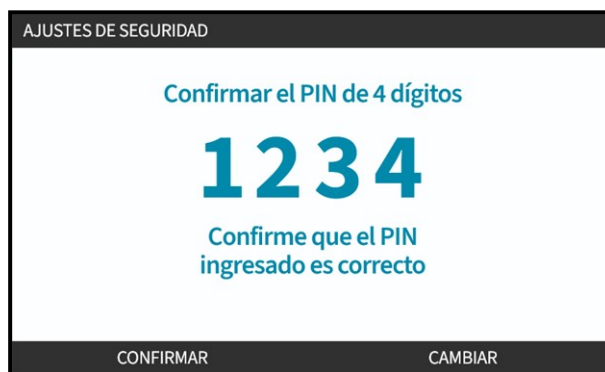 AJUSTES DE SEGURIDAD
Confirmar el PIN de 4 dígitos
1234
Confirme que el PIN
ingresado es correcto
CONFIRMAR CAMBIAR